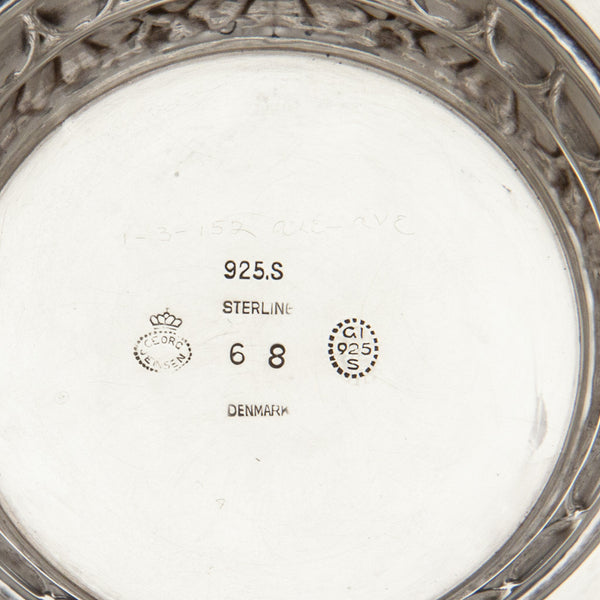 925.S
STERLING
GEORG
JENSEN
6 8
GI
925
S
DENMARK